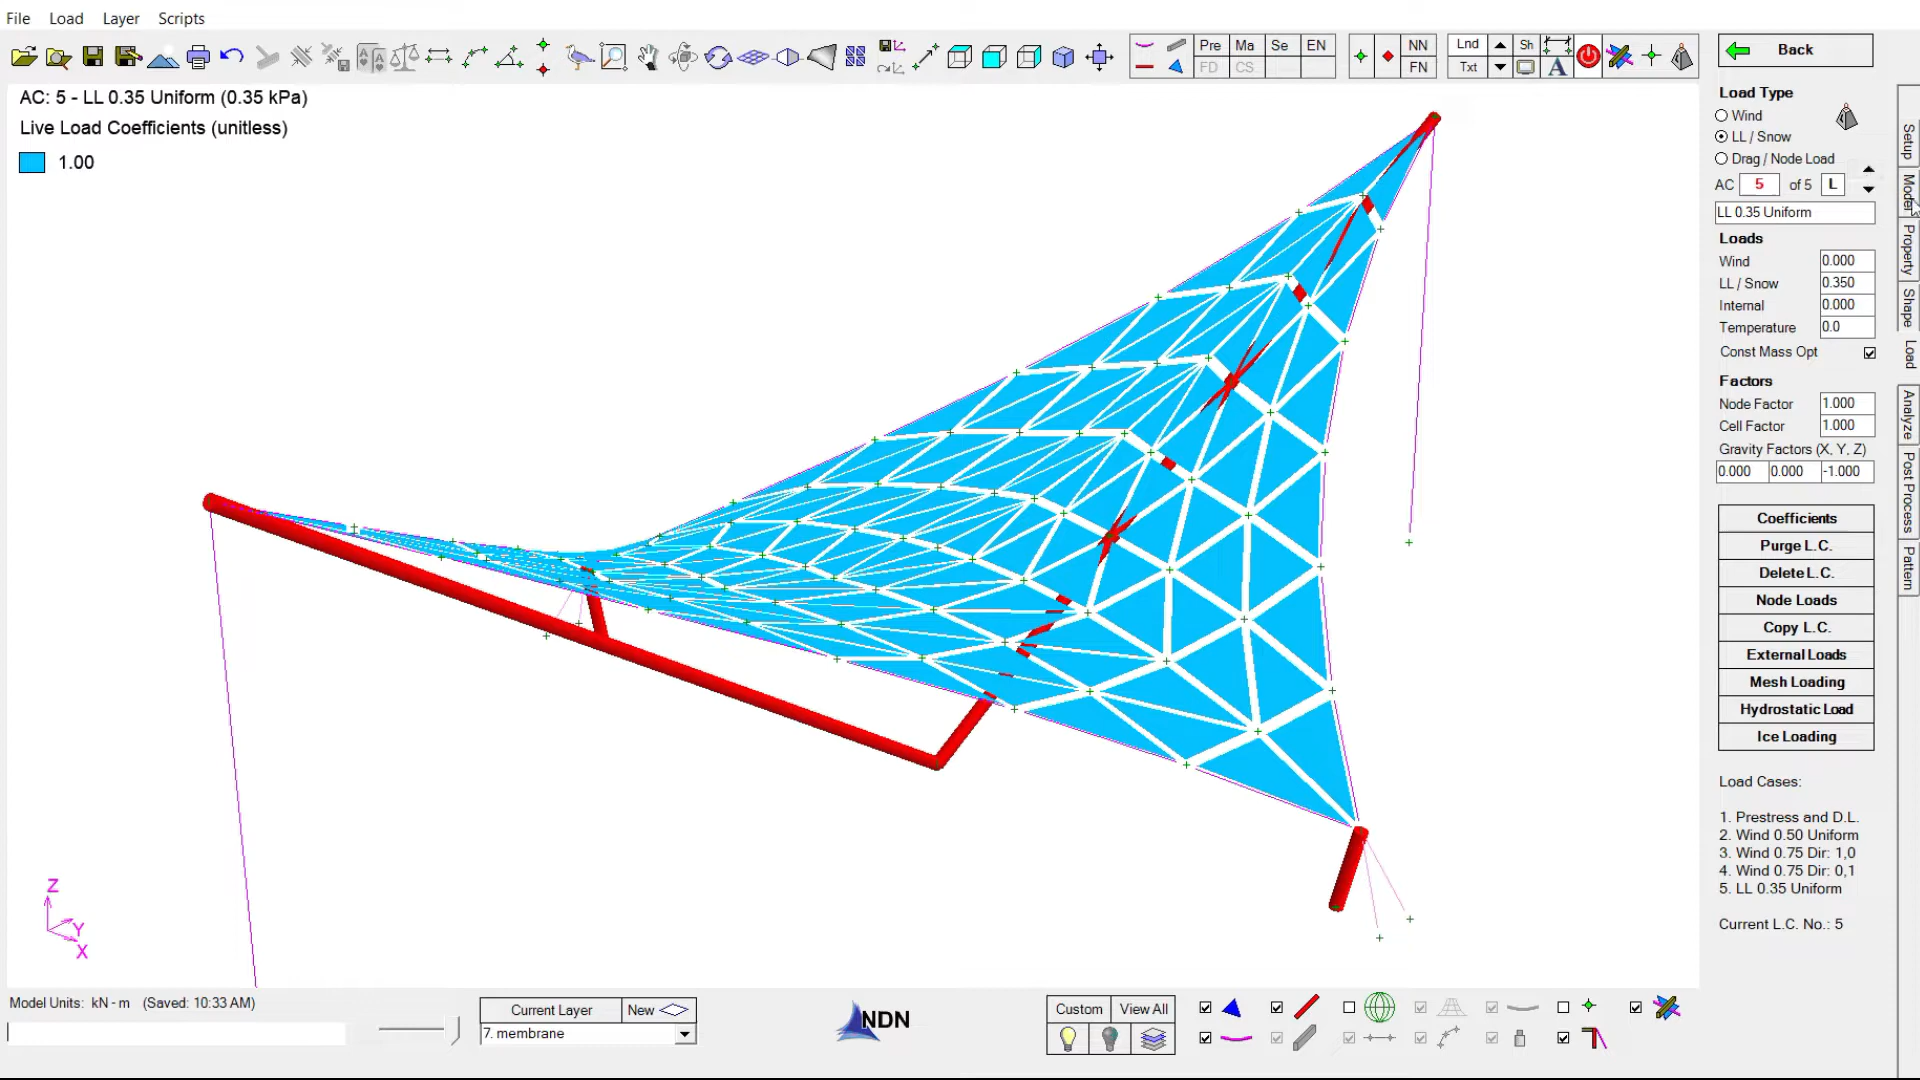 File Load Layer Scripts
Pre Ma Se EN
FD CS
NN
FN
Lnd Sh
Txt A
Back
AC: 5 - LL 0.35 Uniform (0.35 kPa)
Live Load Coefficients (unitless)
1.00
Load Type
Wind
LL / Snow
Drag / Node Load
AC 5 of 5 L
LL 0.35 Uniform
Loads
Wind 0.000
LL / Snow 0.350
Internal 0.000
Temperature 0.0
Const Mass Opt
Factors
Node Factor 1.000
Cell Factor 1.000
Gravity Factors (X, Y, Z)
0.000 0.000 -1.000
Coefficients
Purge L.C.
Delete L.C.
Node Loads
Copy L.C.
External Loads
Mesh Loading
Hydrostatic Load
Ice Loading
Load Cases:
1. Prestress and D.L.
2. Wind 0.50 Uniform
3. Wind 0.75 Dir: 1,0
4. Wind 0.75 Dir: 0,1
5. LL 0.35 Uniform
Current L.C. No.: 5
Setup
Model
Property
Shape
Load
Analyze
Post Process
Pattern
Z
Y
X
Model Units: kN - m (Saved: 10:33 AM)
Current Layer New
7. membrane
NDN
Custom View All